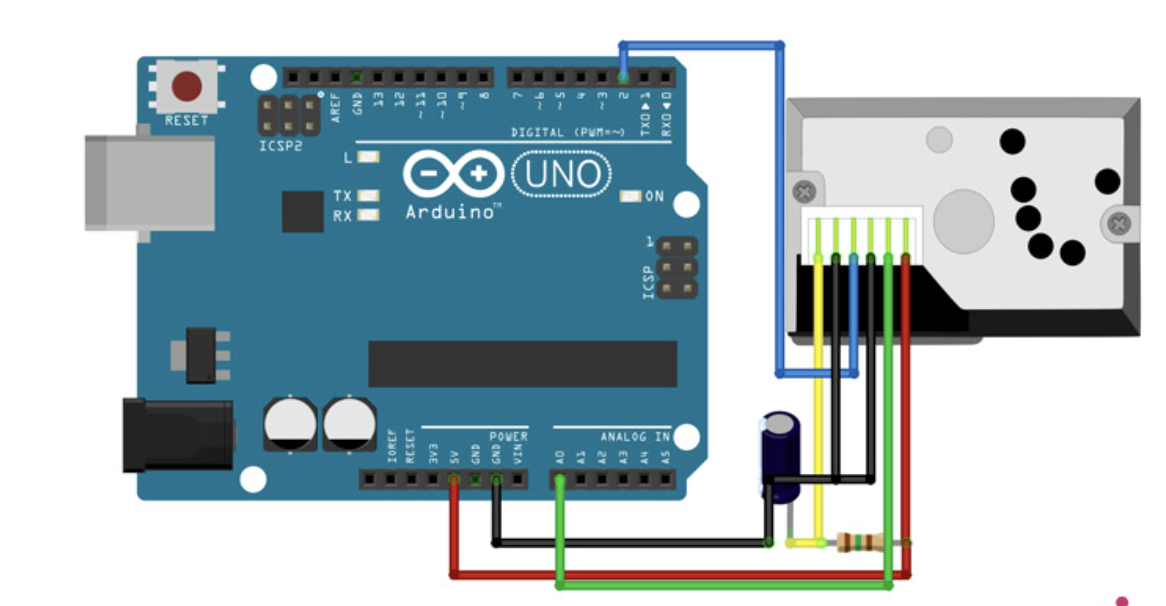 RESET
ICSP2
AREF
GND
13
12
~11
~10
~9
8
7
~6
~5
4
~3
2
TXO ▶ 1
RXO ◀ 0
DIGITAL (PWM=~)
L
TX
RX
UNO
Arduino™
ON
1
ICSP
IOREF
RESET
3V3
5V
GND
GND
VIN
POWER
ANALOG IN
A0
A1
A2
A3
A4
A5